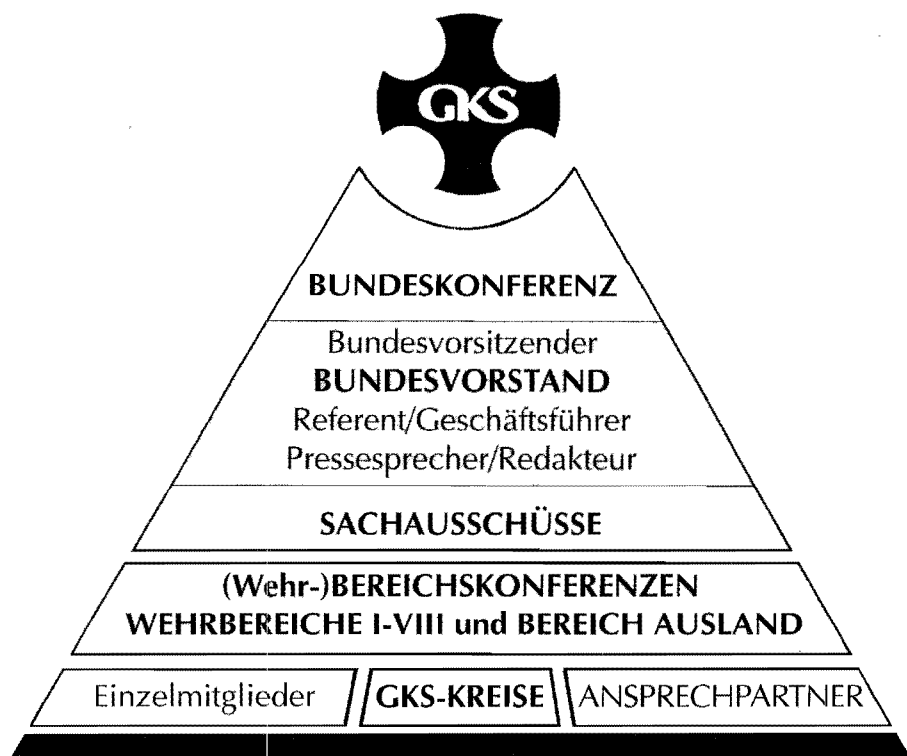 GKS
BUNDESKONFERENZ
Bundesvorsitzender
BUNDESVORSTAND
Referent/Geschäftsführer
Pressesprecher/Redakteur
SACHAUSSCHÜSSE
(Wehr-)BEREICHSKONFERENZEN
WEHRBEREICHE I-VIII und BEREICH AUSLAND
Einzelmitglieder GKS-KREISE ANSPRECHPARTNER